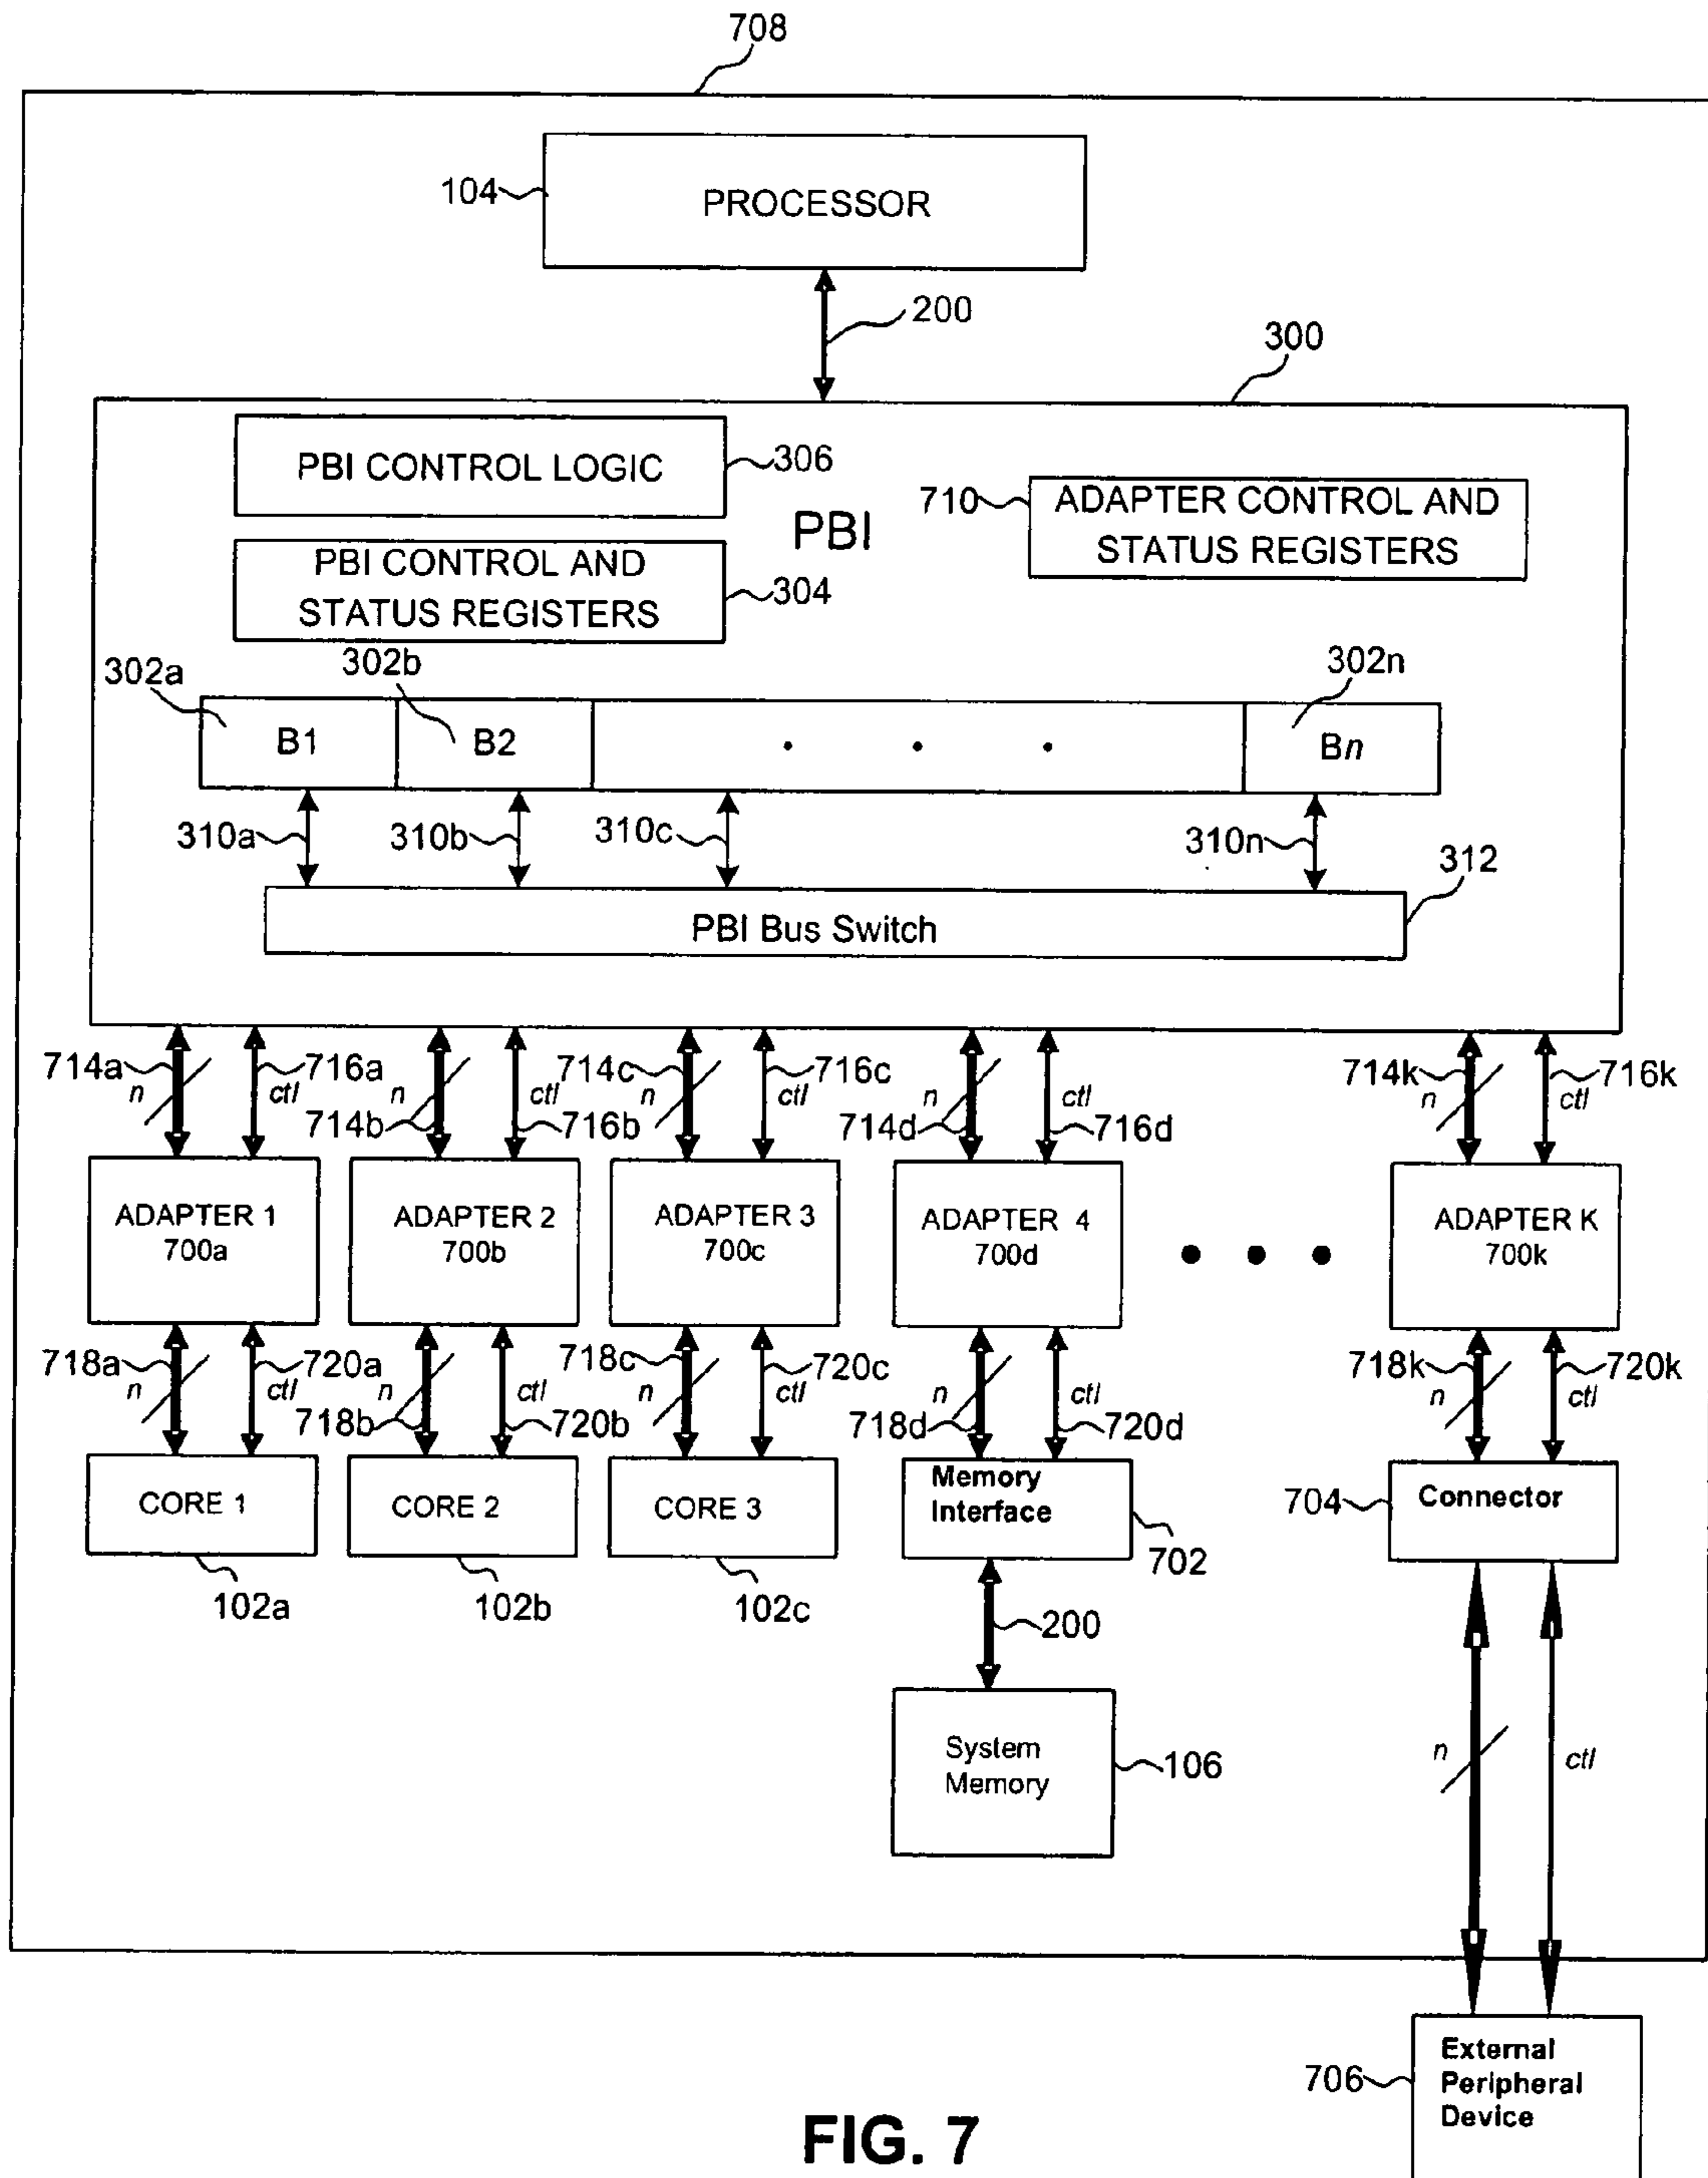 708
104
PROCESSOR
200
300
PBI CONTROL LOGIC
306
PBI
710
ADAPTER CONTROL AND
STATUS REGISTERS
PBI CONTROL AND
STATUS REGISTERS
304
302a
302b
302n
B1
B2
. . .
Bn
310a
310b
310c
310n
312
PBI Bus Switch
714a
n
716a
ctl
714b
n
716b
ctl
714c
n
716c
ctl
714d
n
716d
ctl
714k
n
716k
ctl
ADAPTER 1
700a
ADAPTER 2
700b
ADAPTER 3
700c
ADAPTER 4
700d
• • •
ADAPTER K
700k
718a
n
720a
ctl
718b
n
720b
ctl
718c
n
720c
ctl
718d
n
720d
ctl
718k
n
720k
ctl
CORE 1
102a
CORE 2
102b
CORE 3
102c
Memory
Interface
702
704
Connector
200
System
Memory
106
n
ctl
706
External
Peripheral
Device
FIG. 7